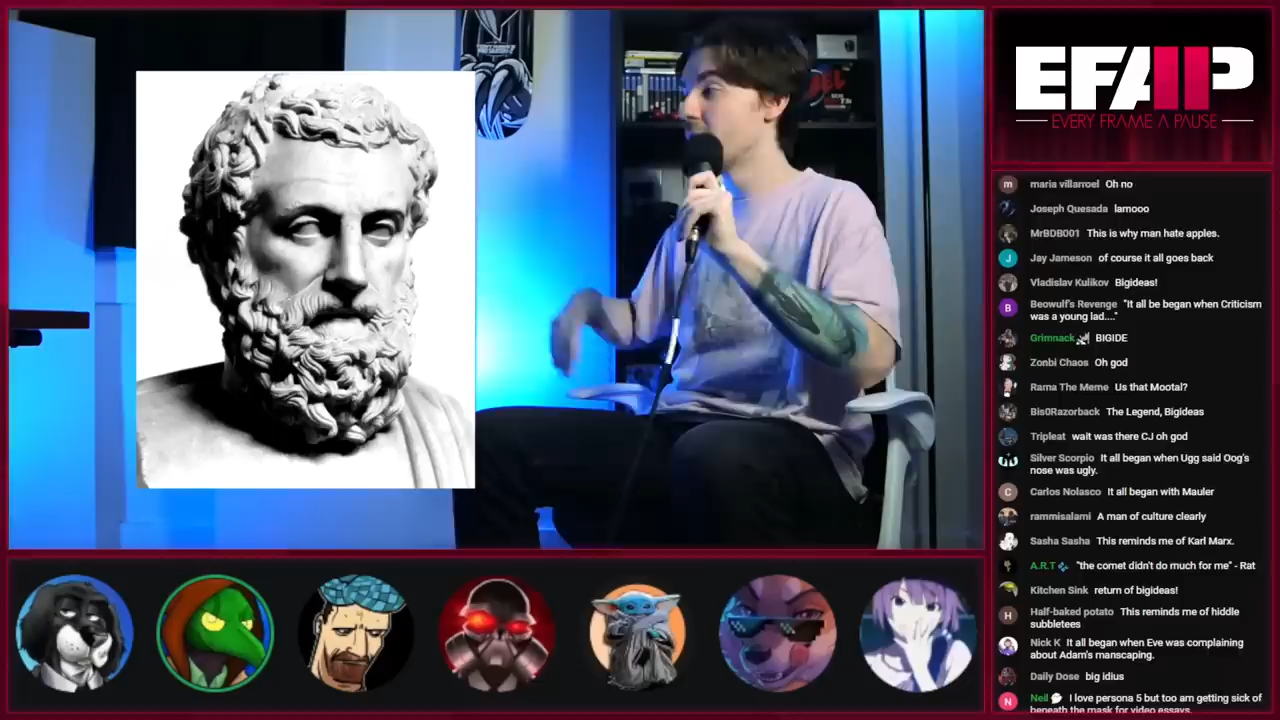 EFAP
EVERY FRAME A PAUSE
maria villarroel Oh no
Joseph Quesada lamooo
MrBDB001 This is why man hate apples.
J Jay Jameson of course it all goes back
Vladislav Kulikov Bigideas!
B Beowulf's Revenge "It all be began when Criticism
was a young lad...."
Grimnack BIGIDE
Zonbi Chaos Oh god
Rama The Meme Us that Mootal?
Bis0Razorback The Legend, Bigideas
Tripleat wait was there CJ oh god
Silver Scorpio It all began when Ugg said Oog's
nose was ugly.
C Carlos Nolasco It all began with Mauler
rammisalami A man of culture clearly
Sasha Sasha This reminds me of Karl Marx.
A.R.T "the comet didn't do much for me" - Rat
Kitchen Sink return of bigideas!
H Half-baked potato This reminds me of hiddle
subbletees
Nick K It all began when Eve was complaining
about Adam's manscaping.
Daily Dose big idius
N Neil I love persona 5 but too am getting sick of
beneath the mask for video essays.